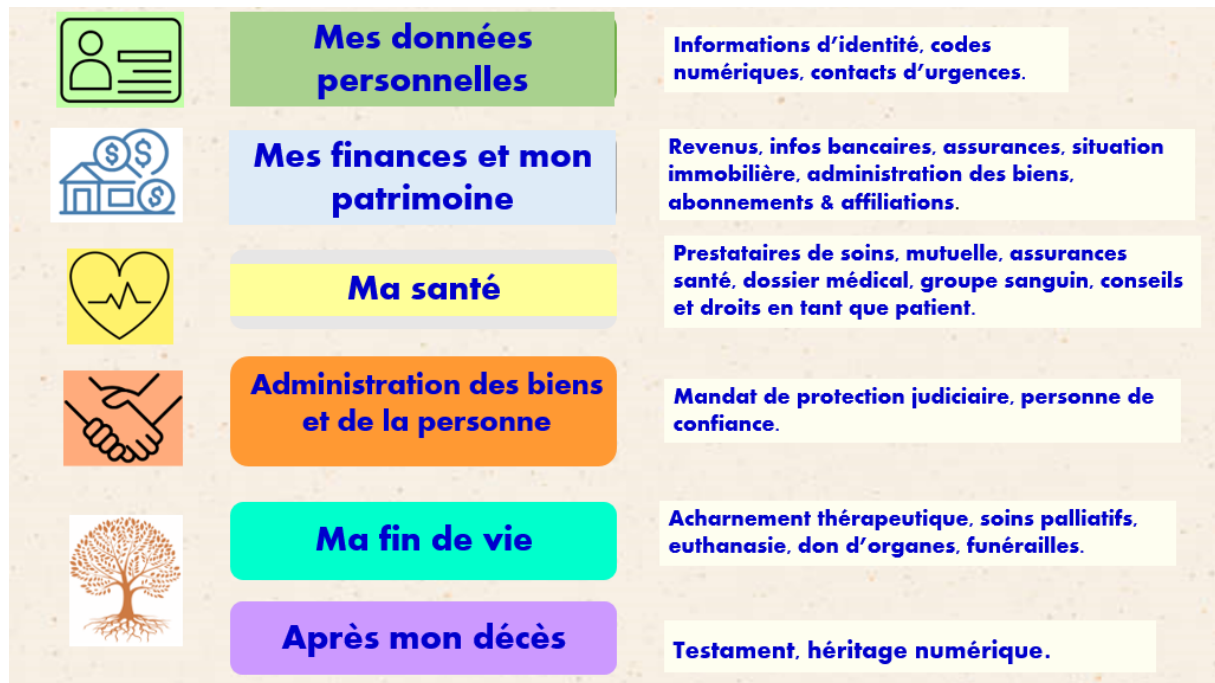 Mes données
personnelles
Informations d’identité, codes
numériques, contacts d’urgences.
Mes finances et mon
patrimoine
Revenus, infos bancaires, assurances, situation
immobilière, administration des biens,
abonnements & affiliations.
Ma santé
Prestataires de soins, mutuelle, assurances
santé, dossier médical, groupe sanguin, conseils
et droits en tant que patient.
Administration des biens
et de la personne
Mandat de protection judiciaire, personne de
confiance.
Ma fin de vie
Acharnement thérapeutique, soins palliatifs,
euthanasie, don d’organes, funérailles.
Après mon décès
Testament, héritage numérique.